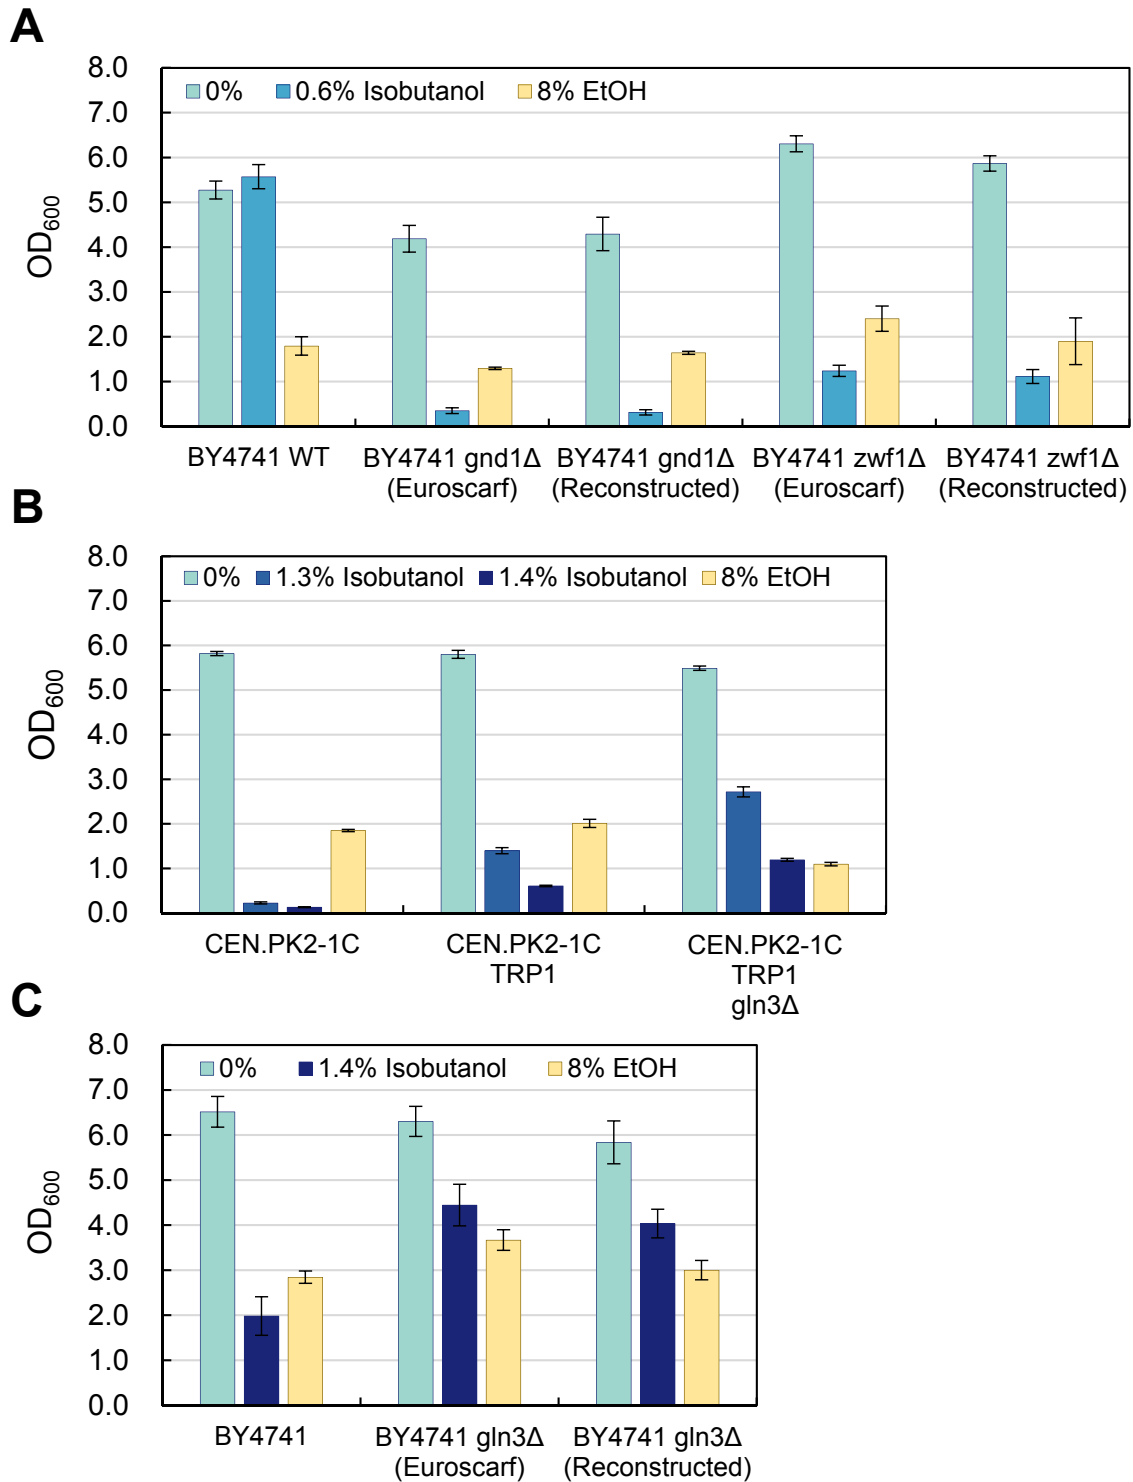 A
8.0
7.0
6.0
5.0
4.0
3.0
2.0
1.0
0.0
OD600
0% 0.6% Isobutanol 8% EtOH
BY4741 WT
BY4741 gnd1Δ
(Euroscarf)
BY4741 gnd1Δ
(Reconstructed)
BY4741 zwf1Δ
(Euroscarf)
BY4741 zwf1Δ
(Reconstructed)
B
8.0
7.0
6.0
5.0
4.0
3.0
2.0
1.0
0.0
OD600
0% 1.3% Isobutanol 1.4% Isobutanol 8% EtOH
CEN.PK2-1C
CEN.PK2-1C
TRP1
CEN.PK2-1C
TRP1
gln3Δ
C
8.0
7.0
6.0
5.0
4.0
3.0
2.0
1.0
0.0
OD600
0% 1.4% Isobutanol 8% EtOH
BY4741
BY4741 gln3Δ
(Euroscarf)
BY4741 gln3Δ
(Reconstructed)